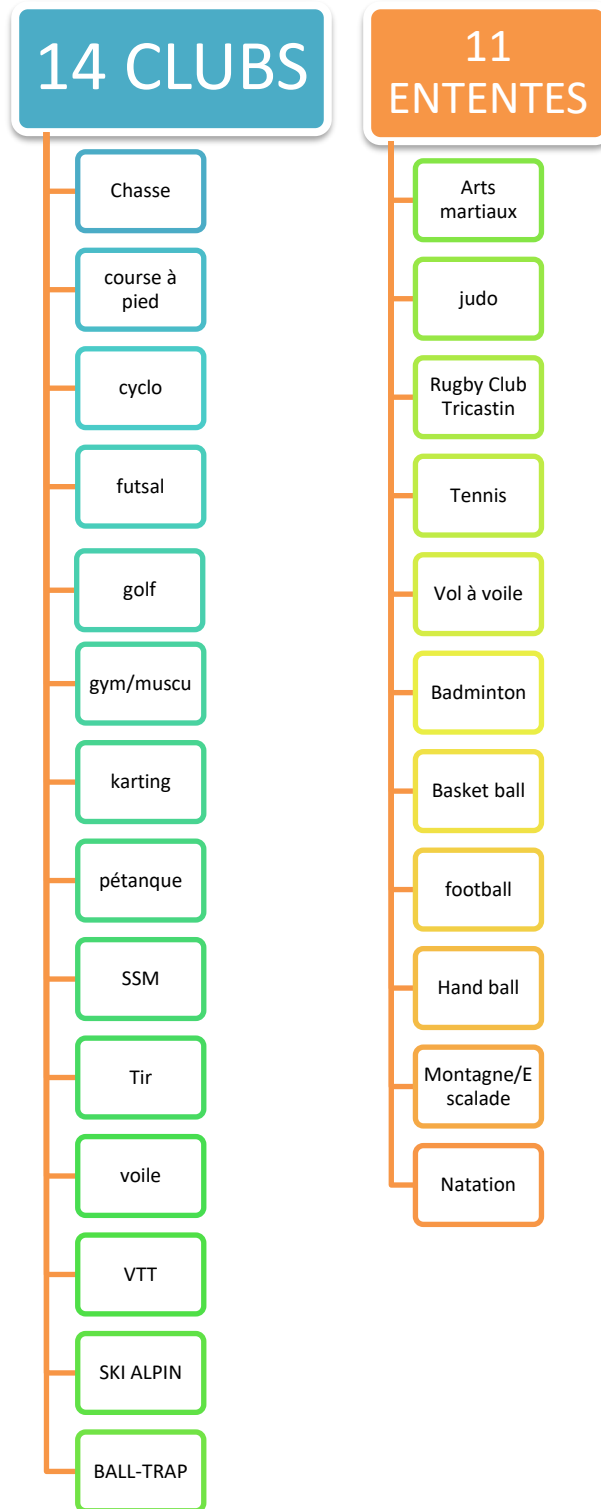 14 CLUBS
Chasse
course à
pied
cyclo
futsal
golf
gym/muscu
karting
pétanque
SSM
Tir
voile
VTT
SKI ALPIN
BALL-TRAP
11
ENTENTES
Arts
martiaux
judo
Rugby Club
Tricastin
Tennis
Vol à voile
Badminton
Basket ball
football
Hand ball
Montagne/E
scalade
Natation